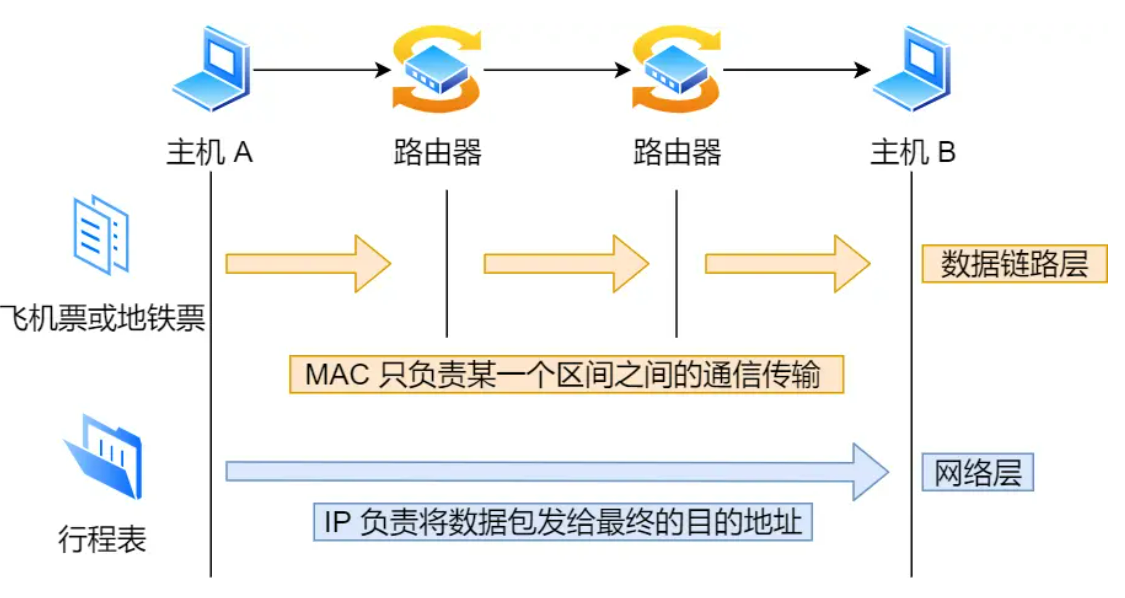 主机 A
路由器
路由器
主机 B
飞机票或地铁票
数据链路层
MAC 只负责某一个区间之间的通信传输
行程表
网络层
IP 负责将数据包发给最终的目的地址